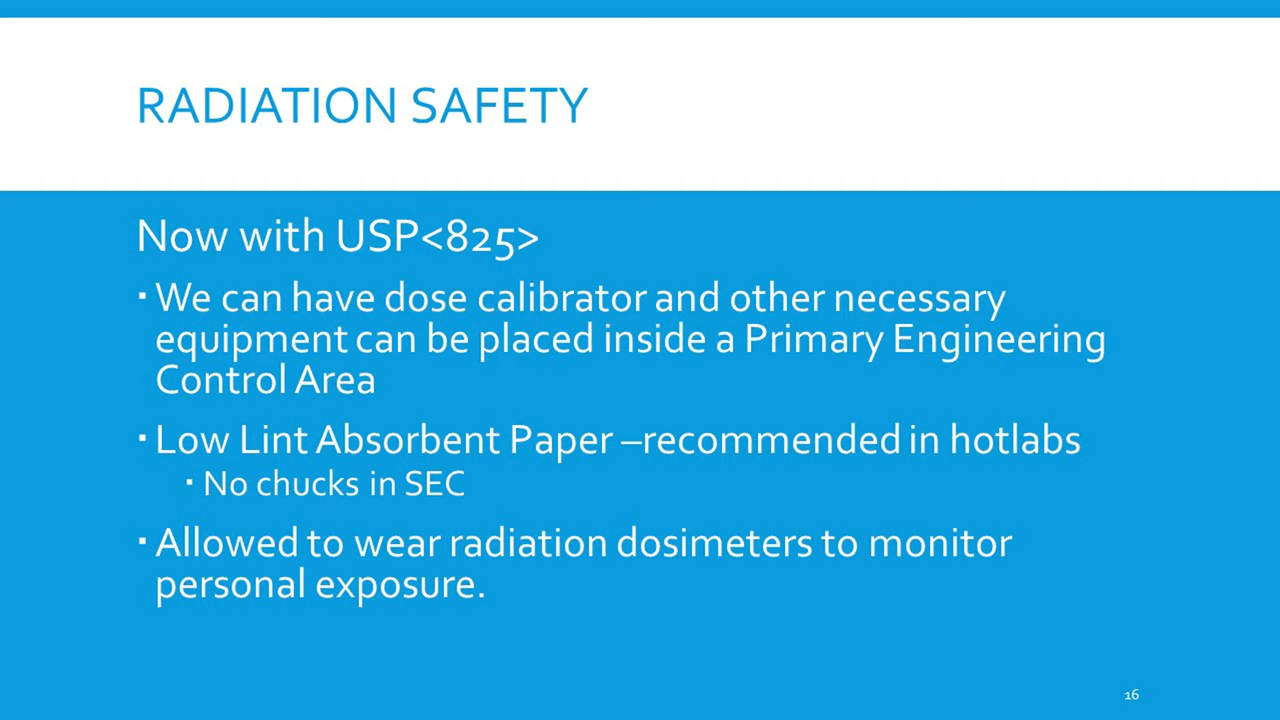 RADIATION SAFETY
Now with USP<825>
▪ We can have dose calibrator and other necessary
equipment can be placed inside a Primary Engineering
Control Area
▪ Low Lint Absorbent Paper –recommended in hotlabs
▪ No chucks in SEC
▪ Allowed to wear radiation dosimeters to monitor
personal exposure.
16